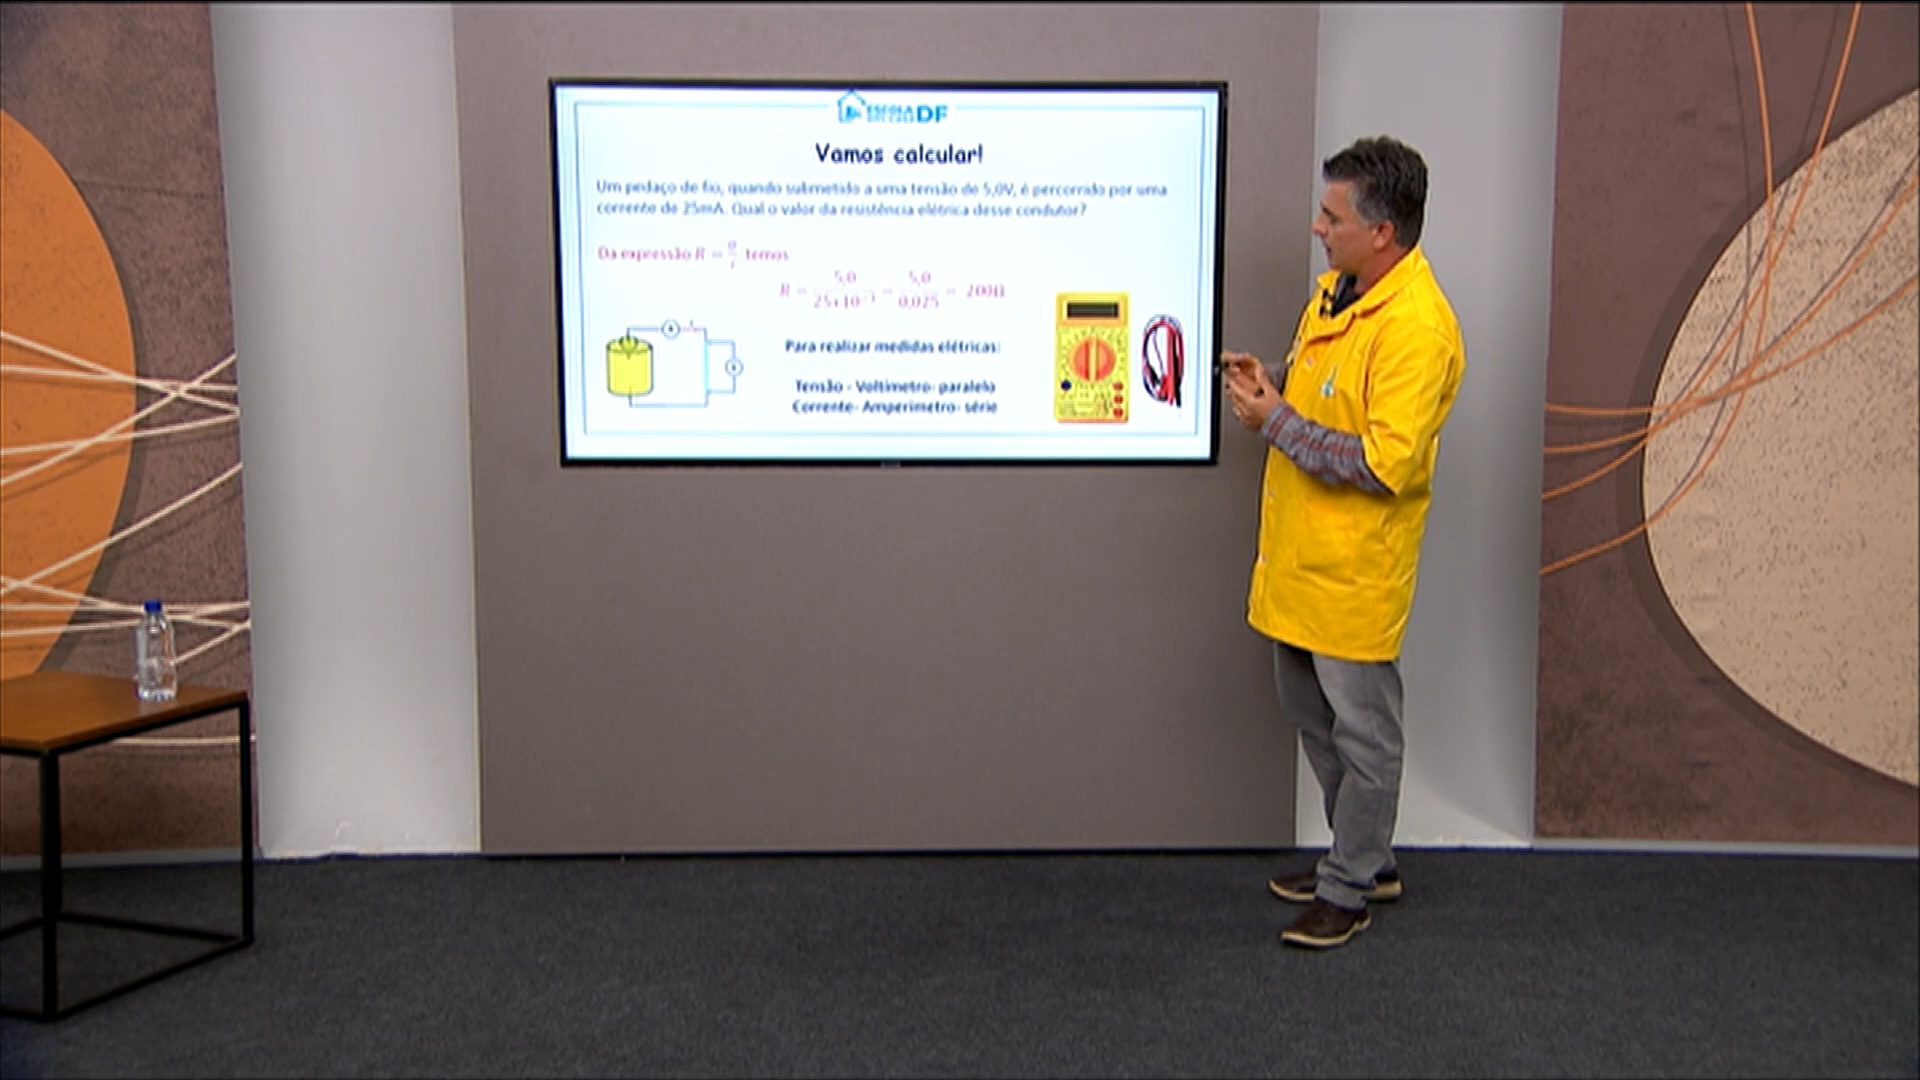 ESCOLA
DF
Vamos calcular!
Um pedaço de fio, quando submetido a uma tensão de 5,0V, é percorrido por uma
corrente de 25mA. Qual o valor da resistência elétrica desse condutor?
Da expressão R = U/i temos:
R = 5,0/25x10⁻³ = 5,0/0,025 = 200Ω
Para realizar medidas elétricas:
Tensão - Voltímetro- paralelo
Corrente- Amperímetro- série